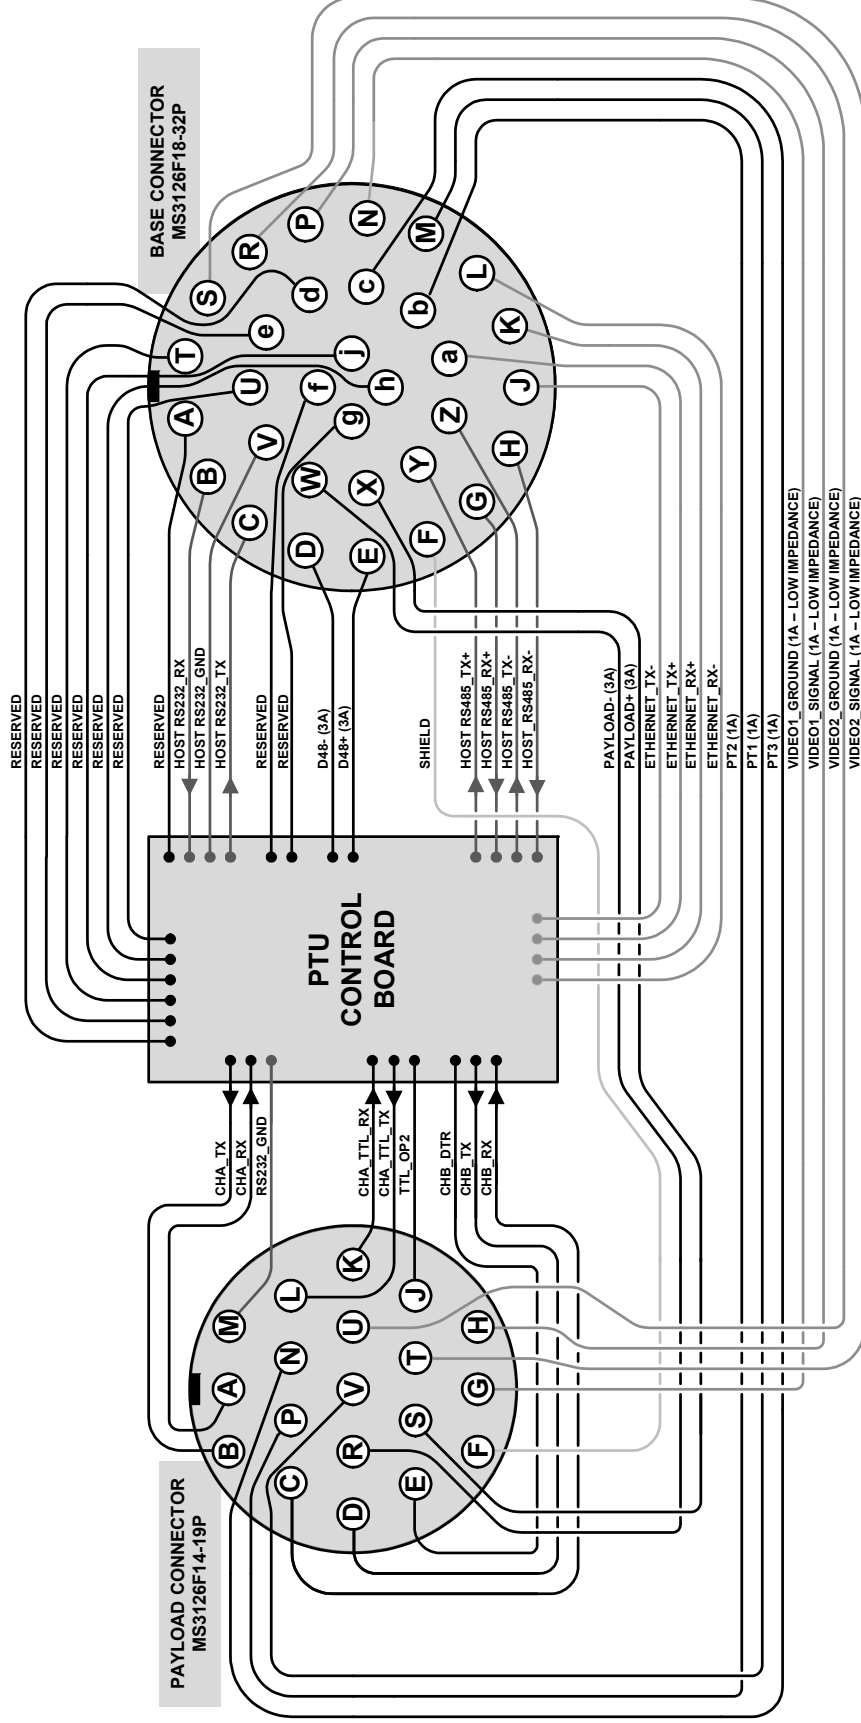 BASE CONNECTOR
MS3126F18-32P
S
R
P
N
M
L
K
J
H
G
F
E
D
C
B
A
T
U
V
W
X
Y
Z
a
b
c
d
e
f
g
h
j
RESERVED
RESERVED
RESERVED
RESERVED
RESERVED
RESERVED
RESERVED
HOST RS232_RX
HOST RS232_GND
HOST RS232_TX
RESERVED
RESERVED
D48- (3A)
D48+ (3A)
SHIELD
HOST RS485_TX+
HOST RS485_RX+
HOST RS485_TX-
HOST_RS485_RX-
PAYLOAD- (3A)
PAYLOAD+ (3A)
ETHERNET_TX-
ETHERNET_TX+
ETHERNET_RX+
ETHERNET_RX-
PT2 (1A)
PT1 (1A)
PT3 (1A)
VIDEO1_GROUND (1A – LOW IMPEDANCE)
VIDEO1_SIGNAL (1A – LOW IMPEDANCE)
VIDEO2_GROUND (1A – LOW IMPEDANCE)
VIDEO2_SIGNAL (1A – LOW IMPEDANCE)
PTU
CONTROL
BOARD
CHA_TX
CHA_RX
RS232_GND
CHA_TTL_RX
CHA_TTL_TX
TTL_OP2
CHB_DTR
CHB_TX
CHB_RX
PAYLOAD CONNECTOR
MS3126F14-19P
A
B
C
D
E
F
G
H
J
K
L
M
N
P
R
S
T
U
V